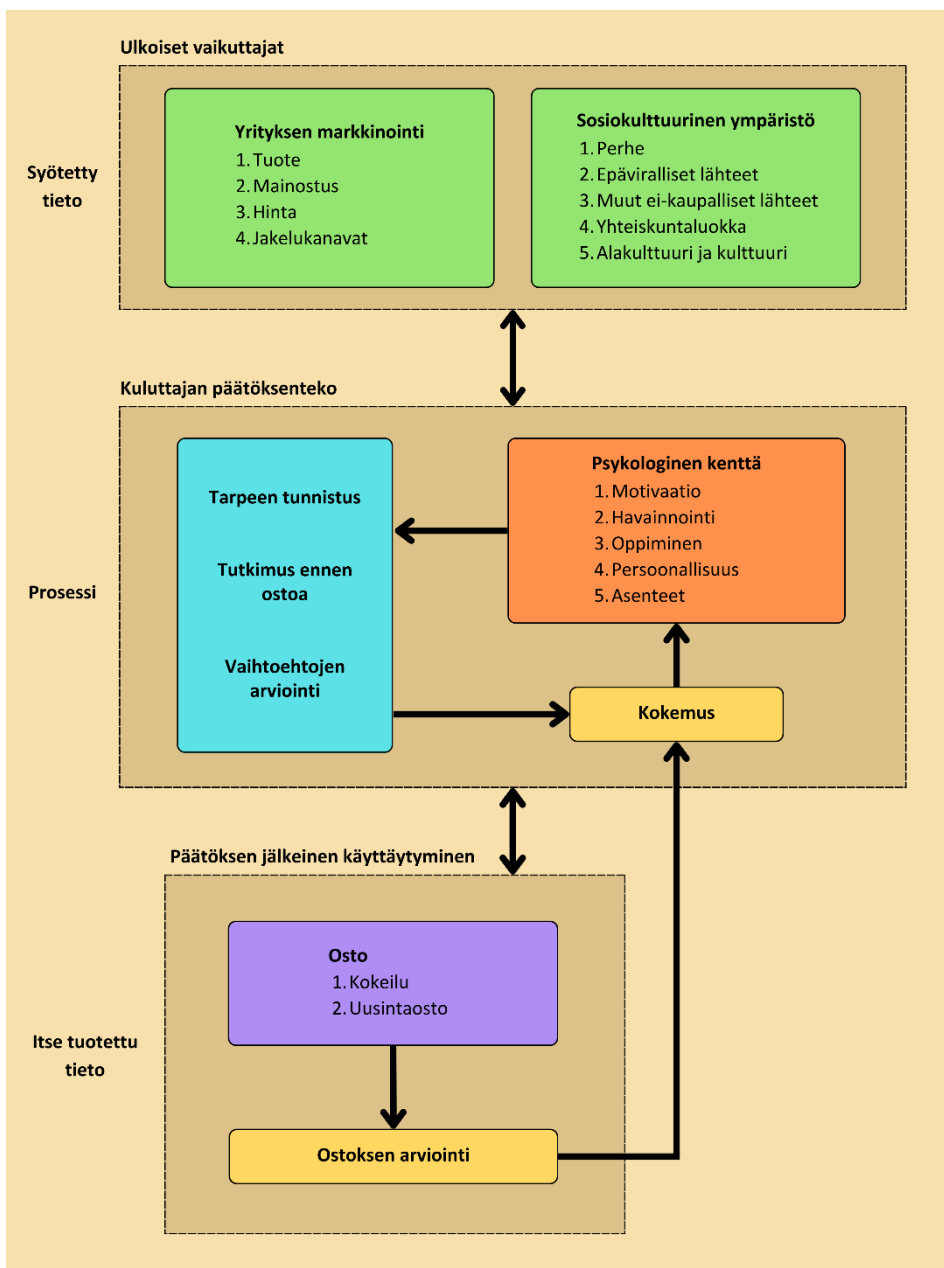 Ulkoiset vaikuttajat
Syötetty
tieto
Yrityksen markkinointi
1. Tuote
2. Mainostus
3. Hinta
4. Jakelukanavat
Sosiokulttuurinen ympäristö
1. Perhe
2. Epäviralliset lähteet
3. Muut ei-kaupalliset lähteet
4. Yhteiskuntaluokka
5. Alakulttuuri ja kulttuuri
Kuluttajan päätöksenteko
Prosessi
Tarpeen tunnistus
Tutkimus ennen
ostoa
Vaihtoehtojen
arviointi
Psykologinen kenttä
1. Motivaatio
2. Havainnointi
3. Oppiminen
4. Persoonallisuus
5. Asenteet
Kokemus
Päätöksen jälkeinen käyttäytyminen
Itse tuotettu
tieto
Osto
1. Kokeilu
2. Uusintaosto
Ostoksen arviointi